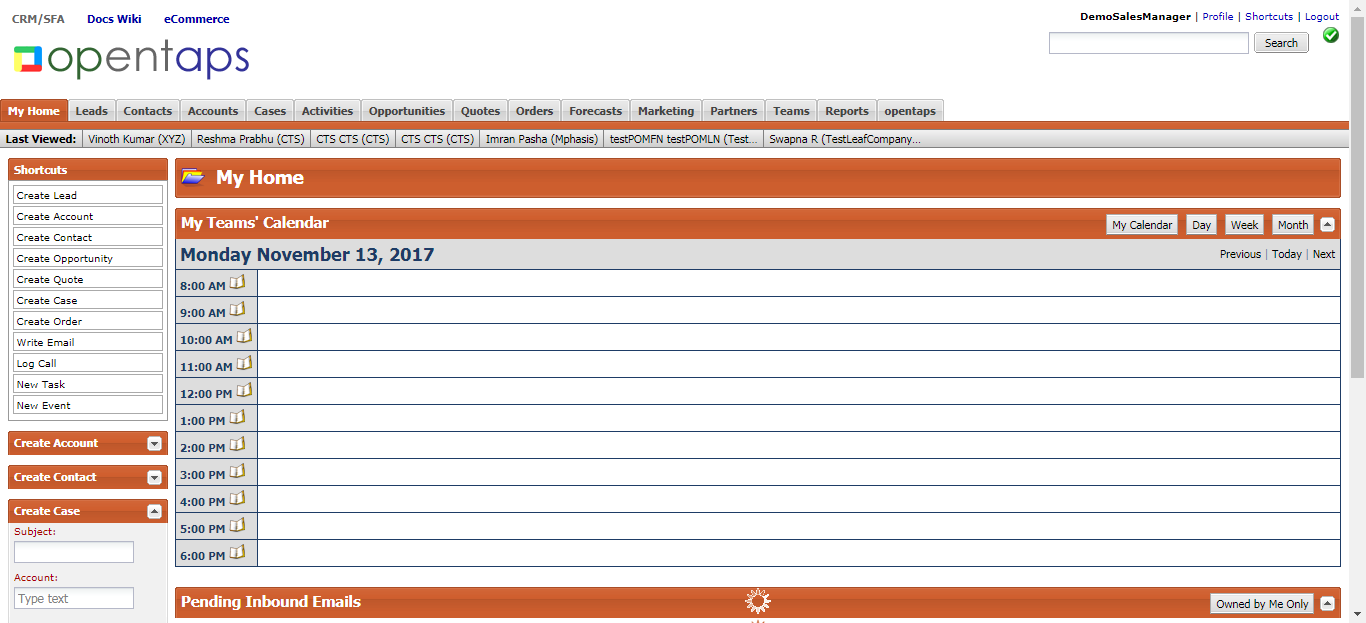 CRM/SFA Docs Wiki eCommerce
DemoSalesManager | Profile | Shortcuts | Logout
opentaps
Search
My Home Leads Contacts Accounts Cases Activities Opportunities Quotes Orders Forecasts Marketing Partners Teams Reports opentaps
Last Viewed: Vinoth Kumar (XYZ) Reshma Prabhu (CTS) CTS CTS (CTS) CTS CTS (CTS) Imran Pasha (Mphasis) testPOMFN testPOMLN (Test... Swapna R (TestLeafCompany...
Shortcuts
Create Lead
Create Account
Create Contact
Create Opportunity
Create Quote
Create Case
Create Order
Write Email
Log Call
New Task
New Event
Create Account
Create Contact
Create Case
Subject:
Account:
Type text
My Home
My Teams' Calendar
My Calendar Day Week Month
Monday November 13, 2017
Previous | Today | Next
8:00 AM
9:00 AM
10:00 AM
11:00 AM
12:00 PM
1:00 PM
2:00 PM
3:00 PM
4:00 PM
5:00 PM
6:00 PM
Pending Inbound Emails
Owned by Me Only